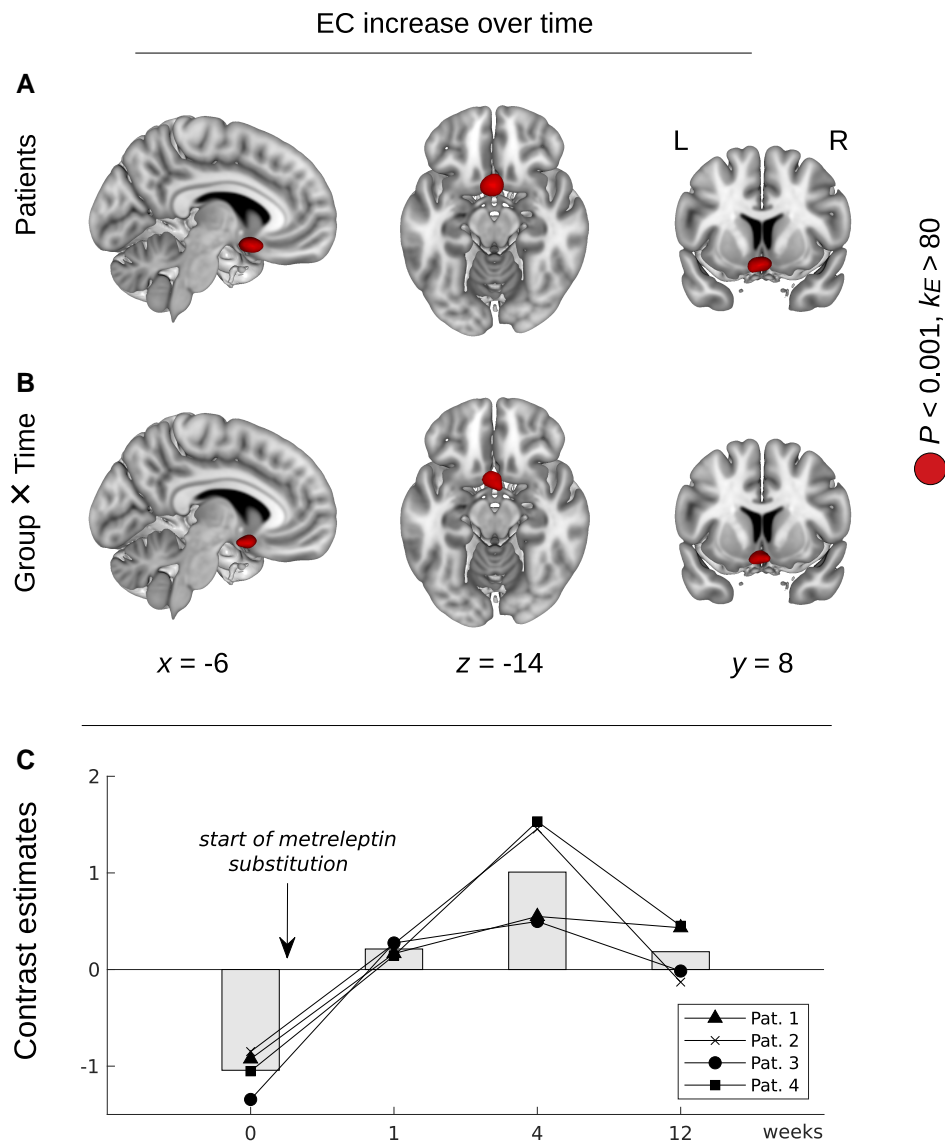 EC increase over time
A
Patients
L
R
B
Group × Time
P < 0.001, kE > 80
x = -6
z = -14
y = 8
C
Contrast estimates
2
1
0
-1
start of metreleptin
substitution
Pat. 1
Pat. 2
Pat. 3
Pat. 4
0
1
4
12
weeks